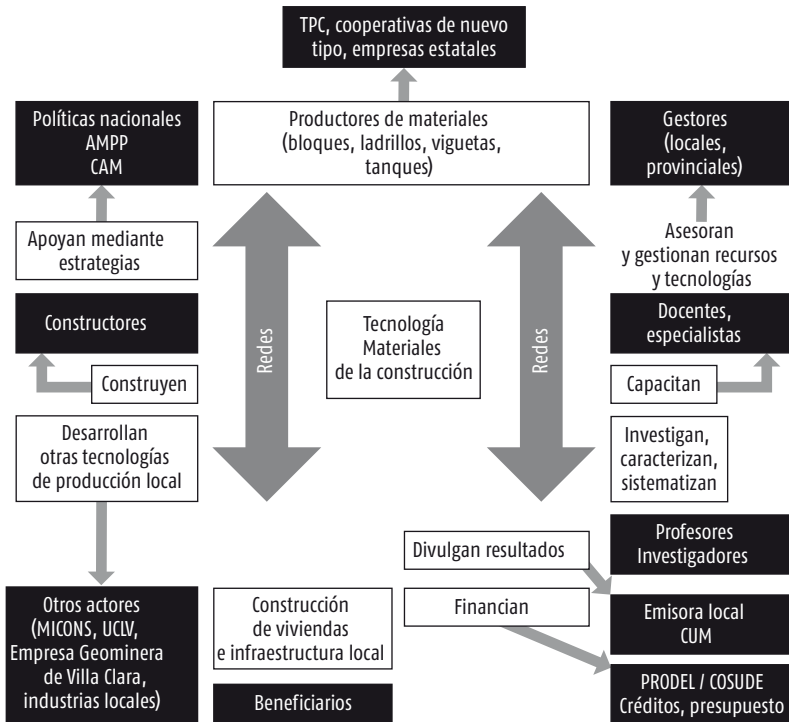 TPC, cooperativas de nuevo
tipo, empresas estatales
Políticas nacionales
AMPP
CAM
Productores de materiales
(bloques, ladrillos, viguetas,
tanques)
Gestores
(locales,
provinciales)
Apoyan mediante
estrategias
Asesoran
y gestionan recursos
y tecnologías
Constructores
Redes
Tecnología
Materiales
de la construcción
Redes
Docentes,
especialistas
Construyen
Capacitan
Desarrollan
otras tecnologías
de producción local
Investigan,
caracterizan,
sistematizan
Divulgan resultados
Profesores
Investigadores
Otros actores
(MICONS, UCLV,
Empresa Geominera
de Villa Clara,
industrias locales)
Construcción
de viviendas
e infraestructura local
Financian
Emisora local
CUM
Beneficiarios
PRODEL / COSUDE
Créditos, presupuesto